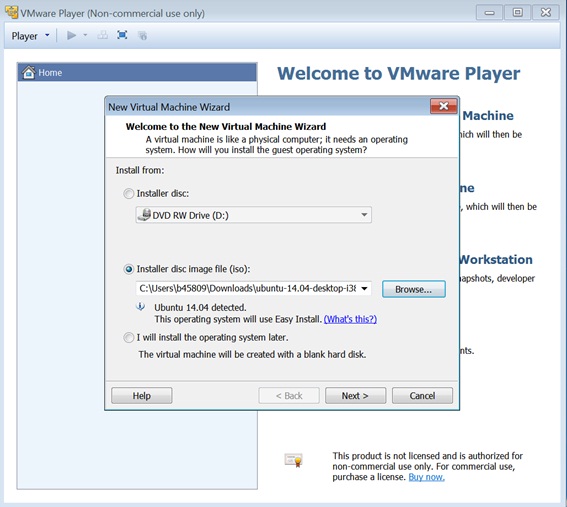 VMware Player (Non-commercial use only)
Player
Home
Welcome to VMware Player
Machine
which will then be
ne
, which will then be
Workstation
napshots, developer
nts.
New Virtual Machine Wizard
Welcome to the New Virtual Machine Wizard
A virtual machine is like a physical computer; it needs an operating
system. How will you install the guest operating system?
Install from:
Installer disc:
DVD RW Drive (D:)
Installer disc image file (iso):
C:\Users\b45809\Downloads\ubuntu-14.04-desktop-i38
Browse...
Ubuntu 14.04 detected.
This operating system will use Easy Install. (What's this?)
I will install the operating system later.
The virtual machine will be created with a blank hard disk.
Help
< Back
Next >
Cancel
This product is not licensed and is authorized for
non-commercial use only. For commercial use,
purchase a license. Buy now.